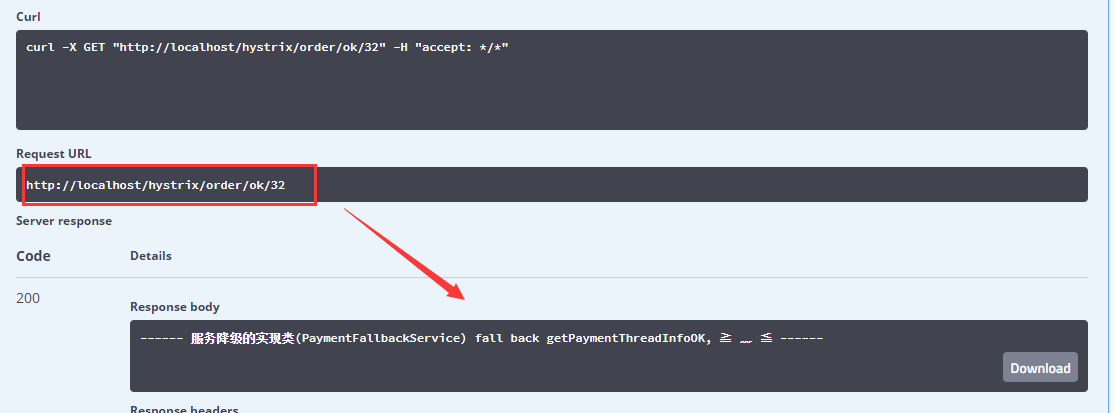 Curl
curl -X GET "http://localhost/hystrix/order/ok/32" -H "accept: */*"
Request URL
http://localhost/hystrix/order/ok/32
Server response
Code
Details
200
Response body
------ 服务降级的实现类(PaymentFallbackService) fall back getPaymentThreadInfoOK, ≧ ﹏ ≦ ------
Download
Response headers